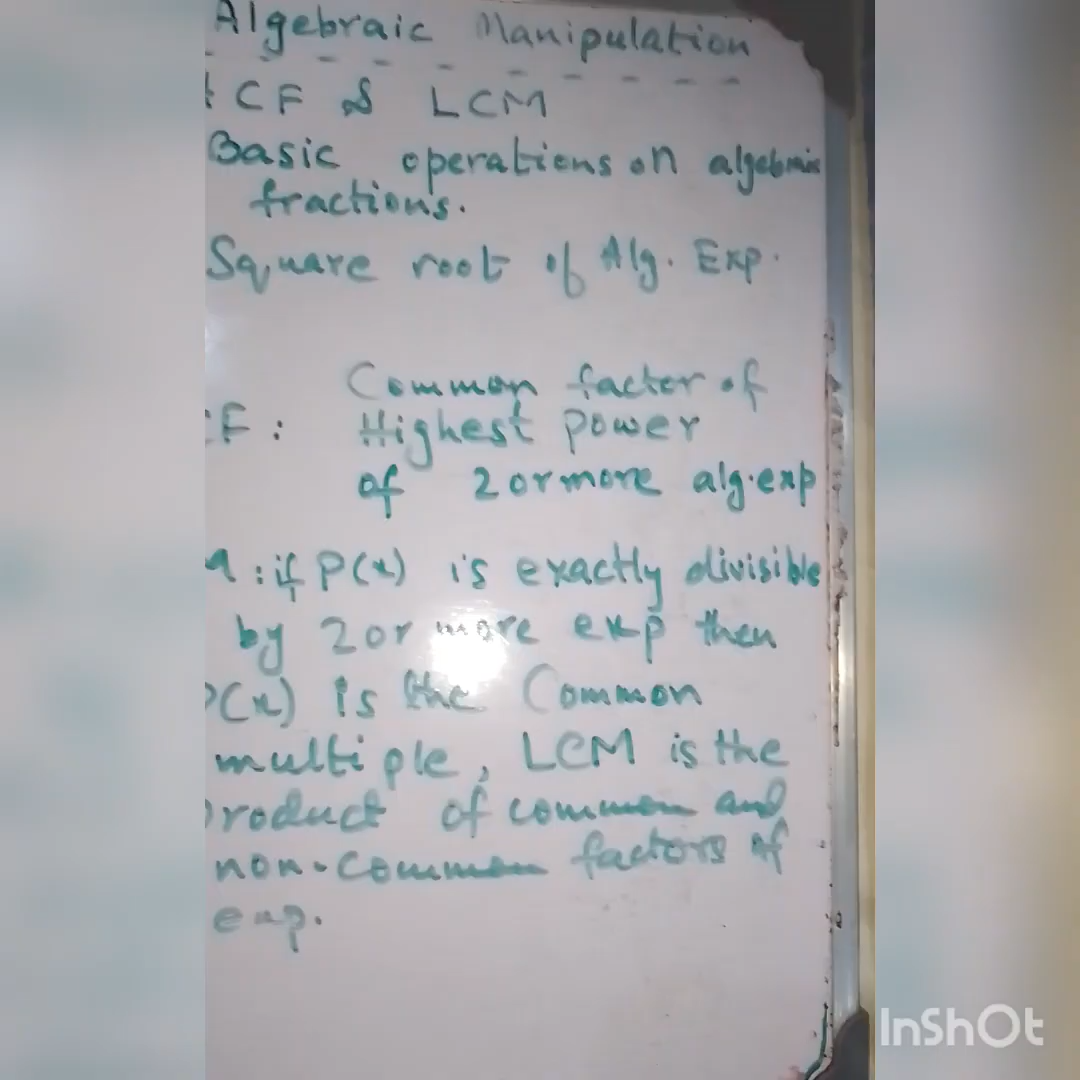 Algebraic Manipulation
CF & LCM
Basic operations on algebraic
fractions.
Square root of Alg. Exp.
Common factor of
F: Highest power
of 2 or more alg. exp
: if P(x) is exactly divisible
by 2 or more exp then
(x) is the Common
multiple, LCM is the
roduct of common and
non-common factors of
exp.
InShOt